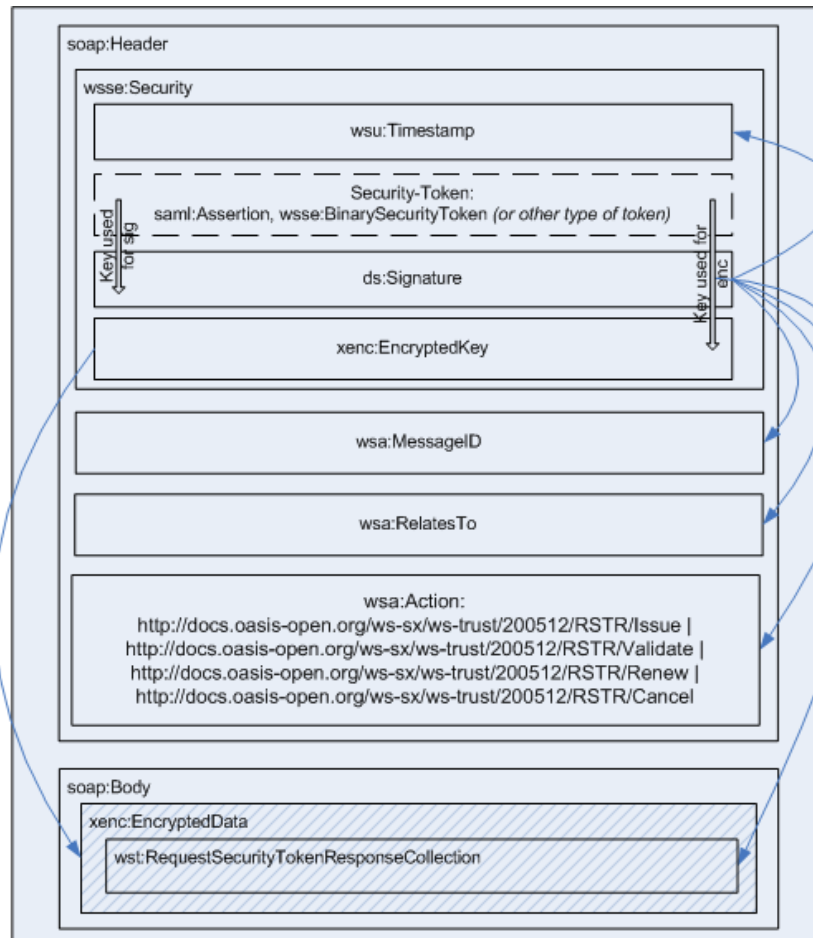 soap:Header
wsse:Security
wsu:Timestamp
Security-Token:
saml:Assertion, wsse:BinarySecurityToken (or other type of token)
Key used
for sig
Key used for
enc
ds:Signature
xenc:EncryptedKey
wsa:MessageID
wsa:RelatesTo
wsa:Action:
http://docs.oasis-open.org/ws-sx/ws-trust/200512/RSTR/Issue |
http://docs.oasis-open.org/ws-sx/ws-trust/200512/RSTR/Validate |
http://docs.oasis-open.org/ws-sx/ws-trust/200512/RSTR/Renew |
http://docs.oasis-open.org/ws-sx/ws-trust/200512/RSTR/Cancel
soap:Body
xenc:EncryptedData
wst:RequestSecurityTokenResponseCollection